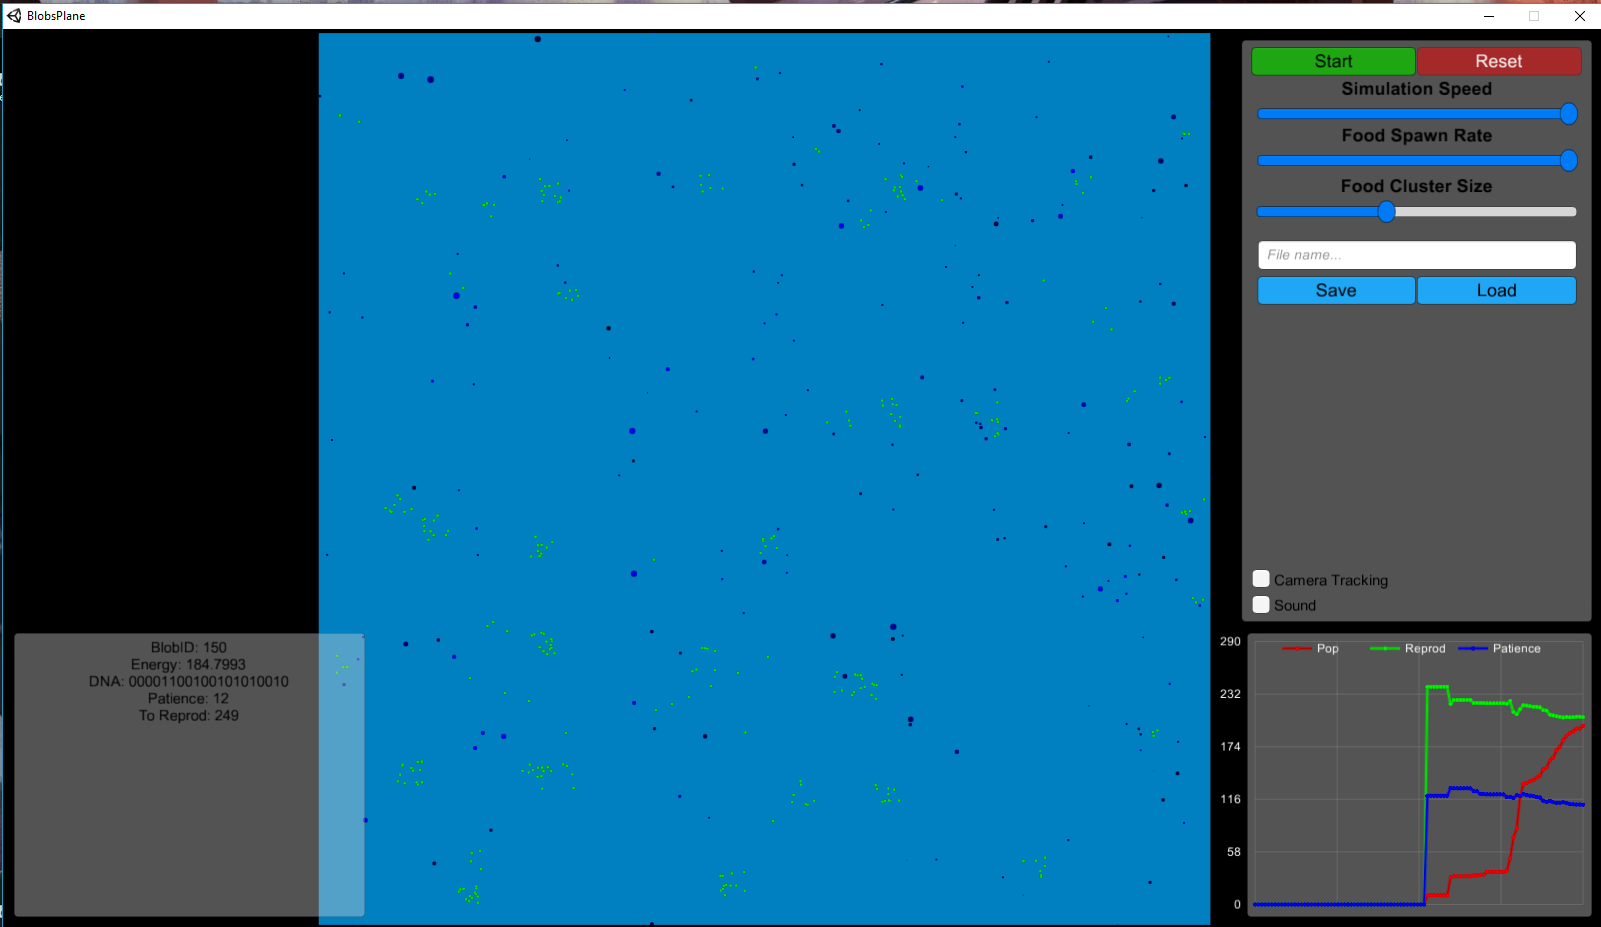 BlobsPlane
Start
Reset
Simulation Speed
Food Spawn Rate
Food Cluster Size
File name...
Save
Load
Camera Tracking
Sound
BlobID: 150
Energy: 184.7993
DNA: 00001100100101010010
Patience: 12
To Reprod: 249
Pop
Reprod
Patience
290
232
174
116
58
0